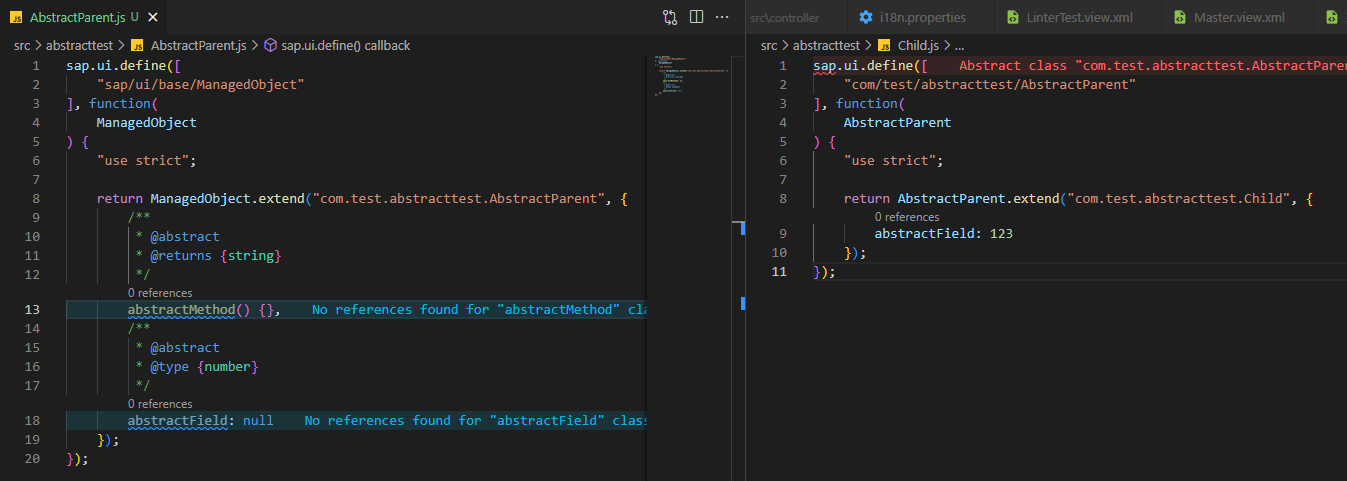 AbstractParent.js U
src > abstracttest > AbstractParent.js > sap.ui.define() callback
1 sap.ui.define([
2 "sap/ui/base/ManagedObject"
3 ], function(
4 ManagedObject
5 ) {
6 "use strict";
7
8 return ManagedObject.extend("com.test.abstracttest.AbstractParent", {
9 /**
10 * @abstract
11 * @returns {string}
12 */
0 references
13 abstractMethod() {}, No references found for "abstractMethod" cla
14 /**
15 * @abstract
16 * @type {number}
17 */
0 references
18 abstractField: null No references found for "abstractField" class
19 });
20 });
src\controller
i18n.properties
LinterTest.view.xml
Master.view.xml
src > abstracttest > Child.js > ...
1 sap.ui.define([ Abstract class "com.test.abstracttest.AbstractParen
2 "com/test/abstracttest/AbstractParent"
3 ], function(
4 AbstractParent
5 ) {
6 "use strict";
7
8 return AbstractParent.extend("com.test.abstracttest.Child", {
0 references
9 abstractField: 123
10 });
11 });